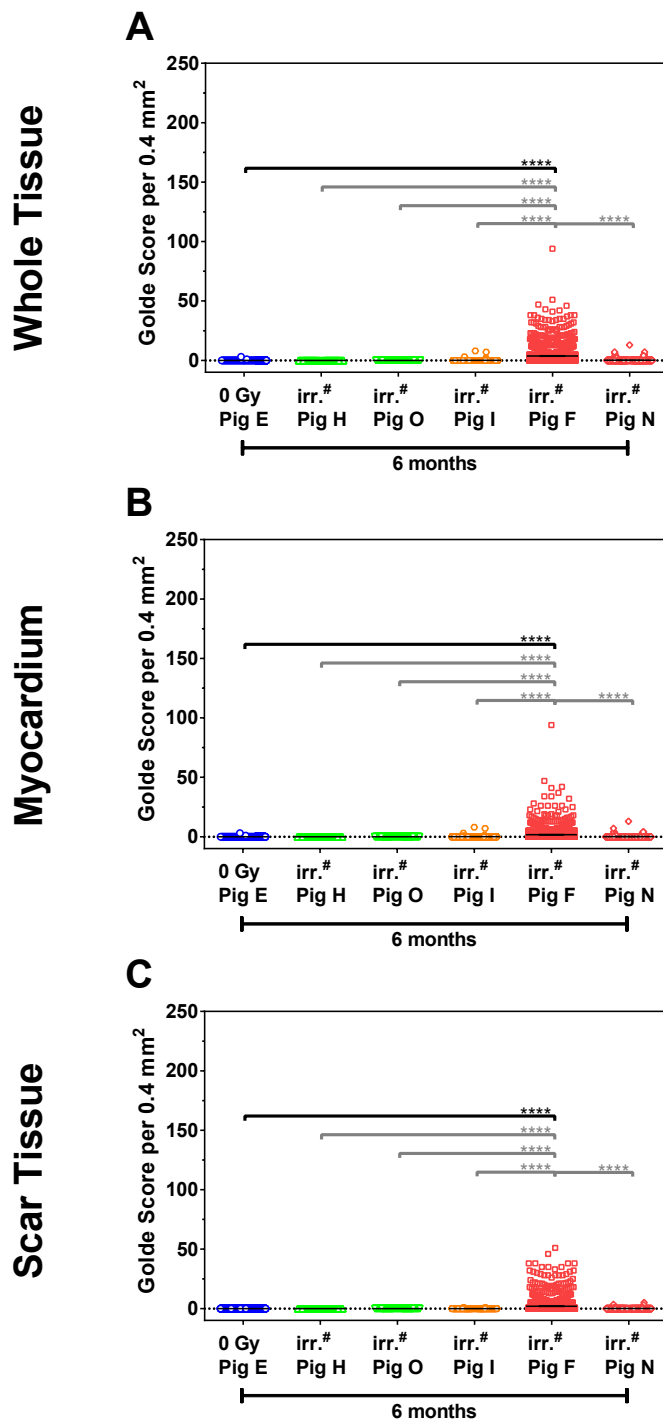 A
Whole Tissue
Golde Score per 0.4 mm²
250
200
150
100
50
0
****
****
****
**** ****
0 Gy irr.# irr.# irr.# irr.# irr.#
Pig E Pig H Pig O Pig I Pig F Pig N
6 months
B
Myocardium
Golde Score per 0.4 mm²
250
200
150
100
50
0
****
****
****
**** ****
0 Gy irr.# irr.# irr.# irr.# irr.#
Pig E Pig H Pig O Pig I Pig F Pig N
6 months
C
Scar Tissue
Golde Score per 0.4 mm²
250
200
150
100
50
0
****
****
****
**** ****
0 Gy irr.# irr.# irr.# irr.# irr.#
Pig E Pig H Pig O Pig I Pig F Pig N
6 months